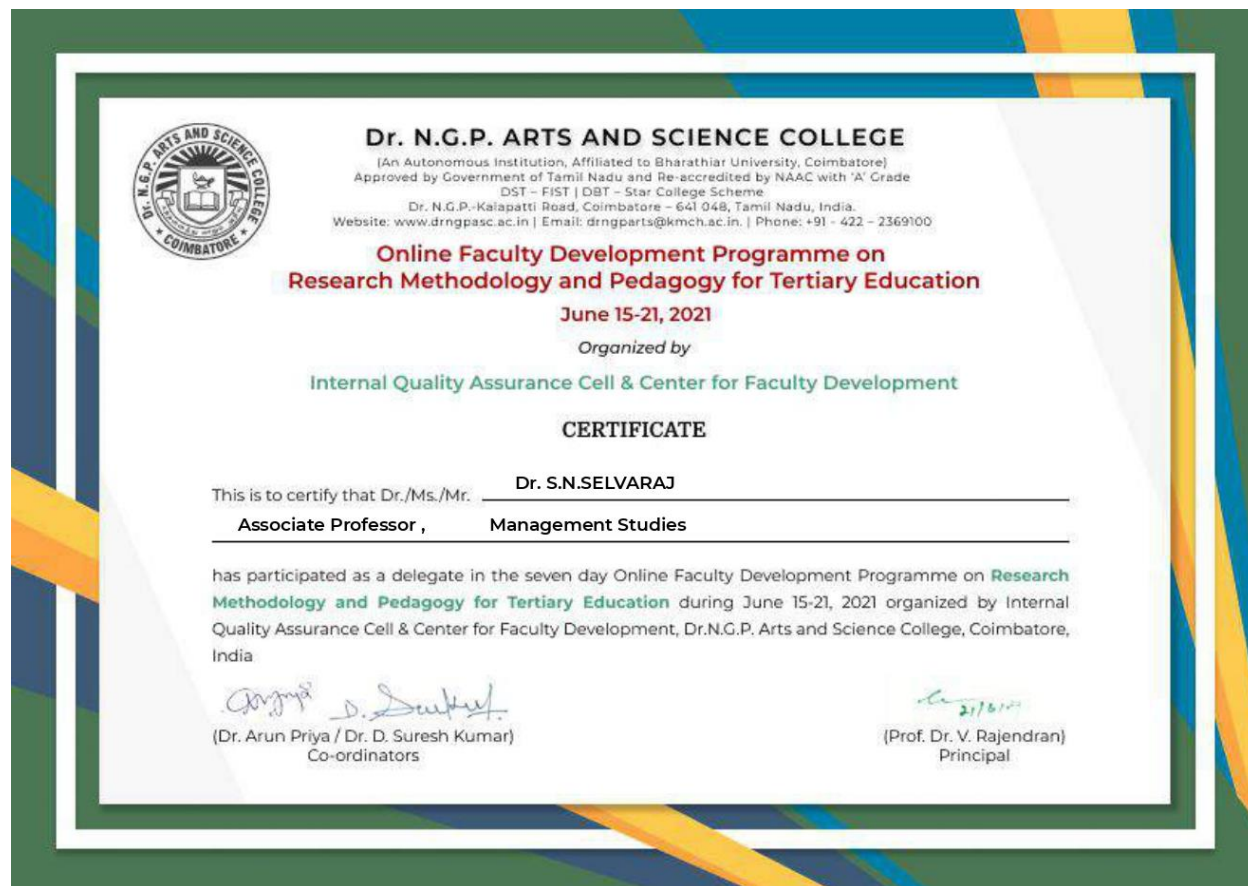 Dr. N.G.P. ARTS AND SCIENCE COLLEGE
COIMBATORE
Dr. N.G.P. ARTS AND SCIENCE COLLEGE
(An Autonomous Institution, Affiliated to Bharathiar University, Coimbatore)
Approved by Government of Tamil Nadu and Re-accredited by NAAC with 'A' Grade
DST – FIST | DBT – Star College Scheme
Dr. N.G.P.-Kalapatti Road, Coimbatore – 641 048, Tamil Nadu, India.
Website: www.drngpasc.ac.in | Email: drngparts@kmch.ac.in. | Phone: +91 - 422 – 2369100
Online Faculty Development Programme on
Research Methodology and Pedagogy for Tertiary Education
June 15-21, 2021
Organized by
Internal Quality Assurance Cell & Center for Faculty Development
CERTIFICATE
This is to certify that Dr./Ms./Mr. Dr. S.N.SELVARAJ
Associate Professor , Management Studies
has participated as a delegate in the seven day Online Faculty Development Programme on Research
Methodology and Pedagogy for Tertiary Education during June 15-21, 2021 organized by Internal
Quality Assurance Cell & Center for Faculty Development, Dr.N.G.P. Arts and Science College, Coimbatore,
India
(Dr. Arun Priya / Dr. D. Suresh Kumar) (Prof. Dr. V. Rajendran)
Co-ordinators Principal